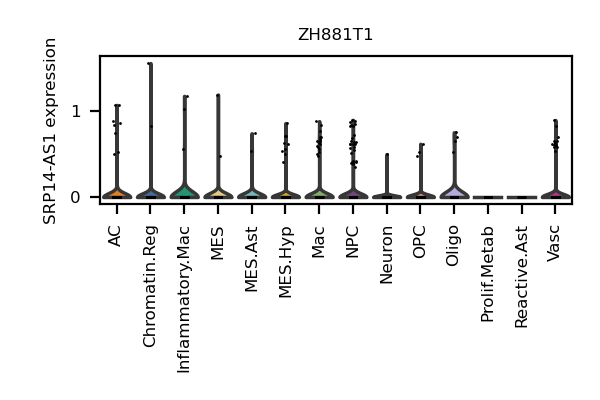 ZH881T1
SRP14-AS1 expression
1
0
AC
Chromatin.Reg
Inflammatory.Mac
MES
MES.Ast
MES.Hyp
Mac
NPC
Neuron
OPC
Oligo
Prolif.Metab
Reactive.Ast
Vasc